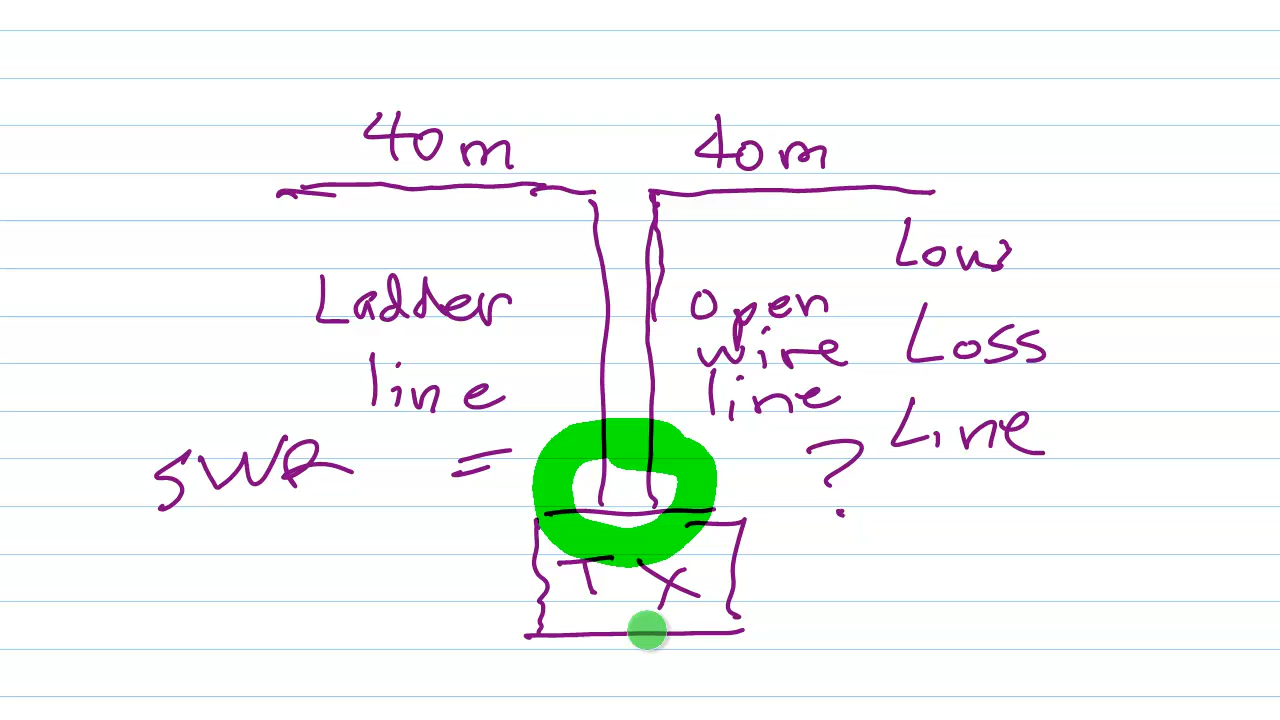 40m 40m
Low
Ladder open
wire Loss
line line
Line
SWR = ?
TX